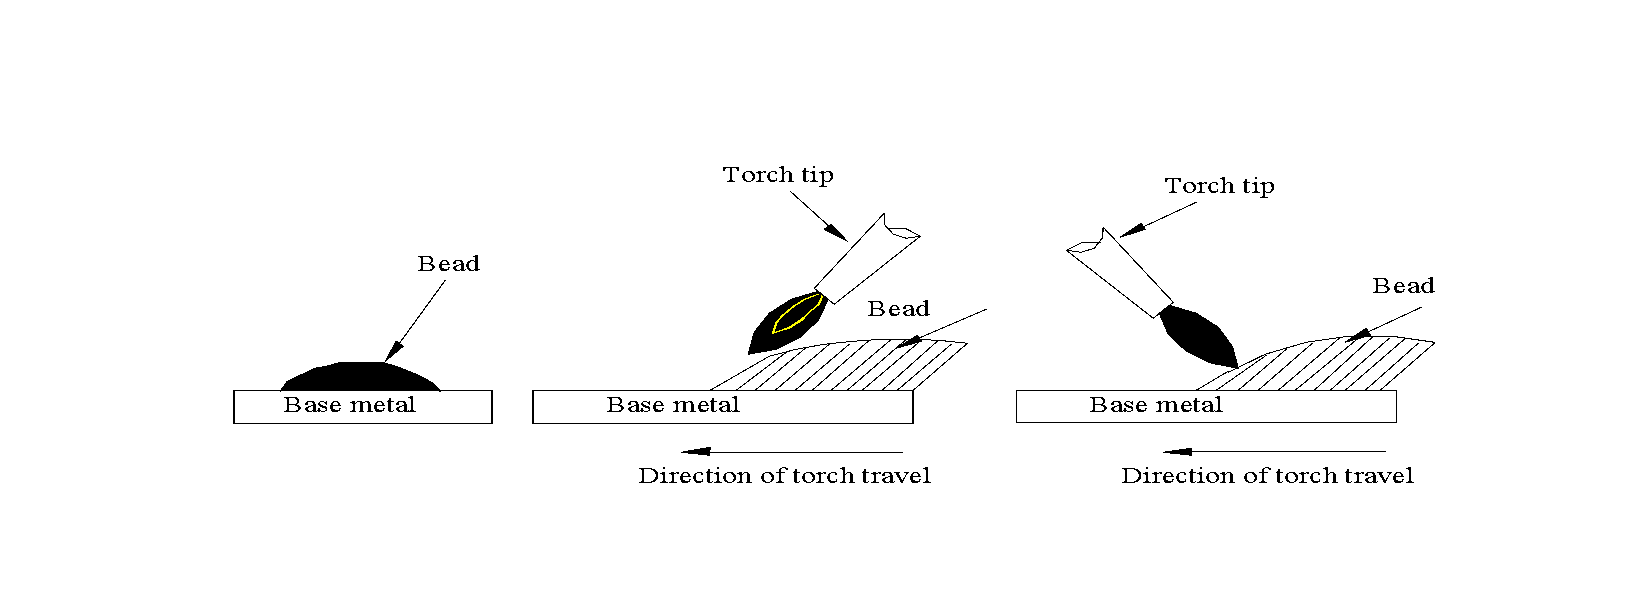 Bead
Base metal
Torch tip
Bead
Base metal
Direction of torch travel
Torch tip
Bead
Base metal
Direction of torch travel